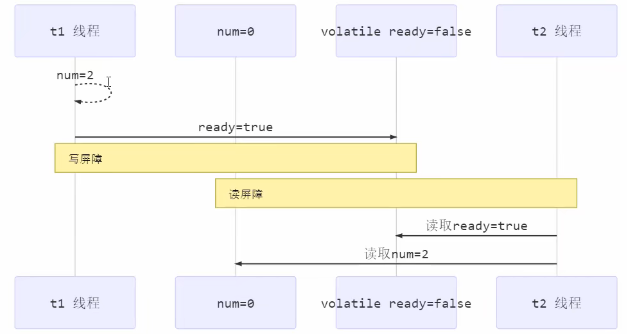 t1 线程
num=0
volatile ready=false
t2 线程
num=2
ready=true
写屏障
读屏障
读取ready=true
读取num=2
t1 线程
num=0
volatile ready=false
t2 线程